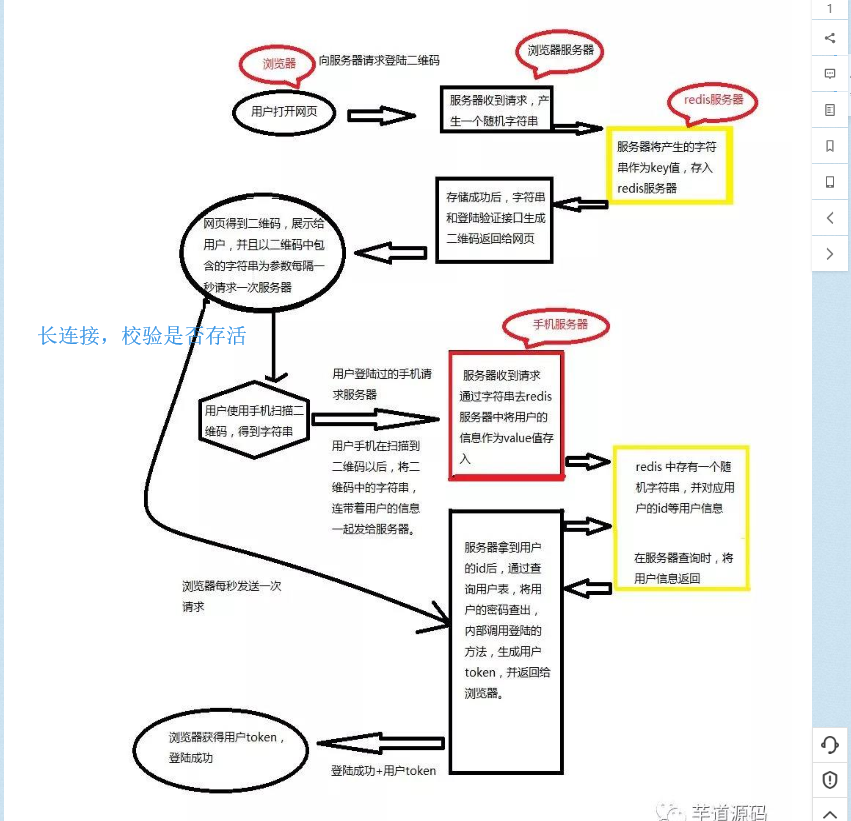 1
浏览器
向服务器请求登陆二维码
浏览器服务器
用户打开网页
服务器收到请求，产
生一个随机字符串
redis服务器
服务器将产生的字符
串作为key值，存入
redis服务器
存储成功后，字符串
和登陆验证接口生成
二维码返回给网页
网页得到二维码，展示给
用户，并且以二维码中包
含的字符串为参数每隔一
秒请求一次服务器
长连接，校验是否存活
手机服务器
用户登陆过的手机请
求服务器
用户使用手机扫描二
维码，得到字符串
用户手机在扫描到
二维码以后，将二
维码中的字符串，
连带着用户的信息
一起发给服务器。
服务器收到请求
通过字符串去redis
服务器中将用户的
信息作为value值存
入
redis 中存有一个随
机字符串，并对应用
户的id等用户信息
在服务器查询时，将
用户信息返回
浏览器每秒发送一次
请求
服务器拿到用户
的id后，通过查
询用户表，将用
户的密码查出，
内部调用登陆的
方法，生成用户
token，并返回给
浏览器。
浏览器获得用户token，
登陆成功
登陆成功+用户token
芋道源码